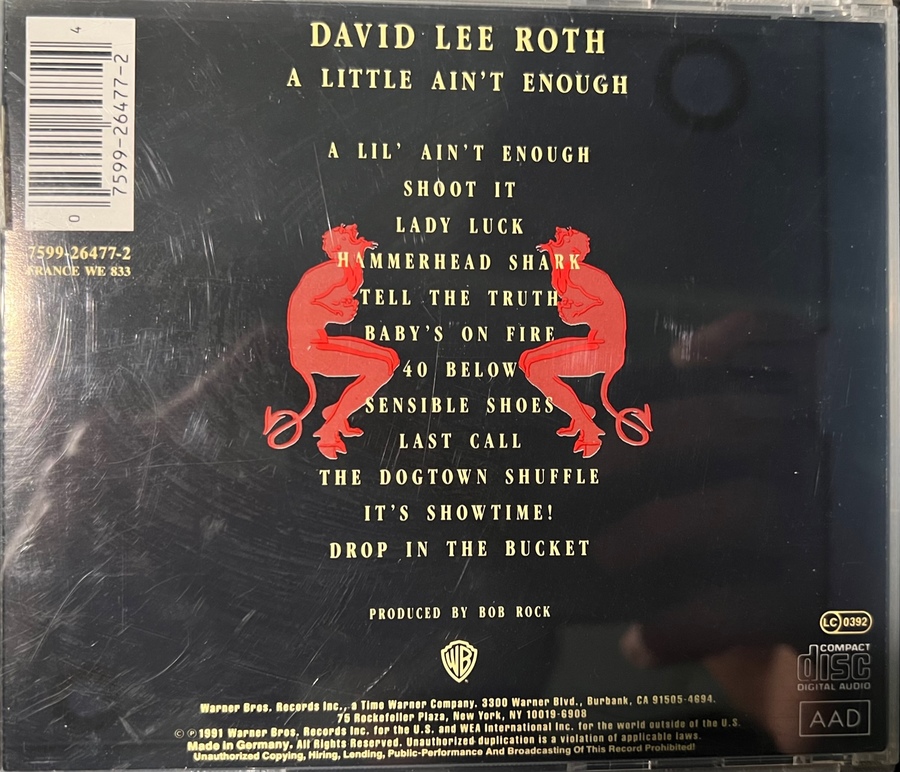 DAVID LEE ROTH
A LITTLE AIN'T ENOUGH
A LIL' AIN'T ENOUGH
SHOOT IT
LADY LUCK
HAMMERHEAD SHARK
TELL THE TRUTH
BABY'S ON FIRE
40 BELOW
SENSIBLE SHOES
LAST CALL
THE DOGTOWN SHUFFLE
IT'S SHOWTIME!
DROP IN THE BUCKET
PRODUCED BY BOB ROCK
WB
0 7599-26477-2 4
7599-26477-2
FRANCE WE 833
LC 0392
COMPACT
disc
DIGITAL AUDIO
AAD
Warner Bros. Records Inc., a Time Warner Company. 3300 Warner Blvd., Burbank, CA 91505-4694.
75 Rockefeller Plaza, New York, NY 10019-6908
© ℗ 1991 Warner Bros, Records Inc. for the U.S. and WEA International Inc. for the world outside of the U.S.
Made in Germany. All Rights Reserved. Unauthorized duplication is a violation of applicable laws.
Unauthorized Copying, Hiring, Lending, Public-Performance And Broadcasting Of This Record Prohibited!